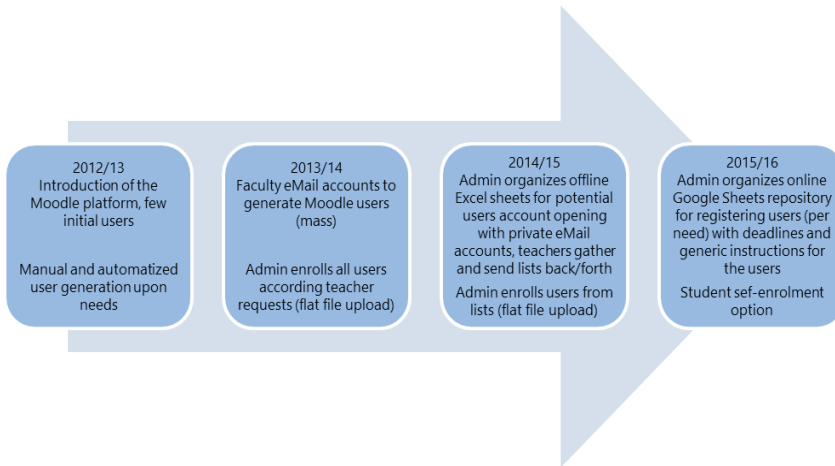 2012/13
Introduction of the
Moodle platform, few
initial users
Manual and automatized
user generation upon
needs
2013/14
Faculty eMail accounts to
generate Moodle users
(mass)
Admin enrolls all users
according teacher
requests (flat file upload)
2014/15
Admin organizes offline
Excel sheets for potential
users account opening
with private eMail
accounts, teachers gather
and send lists back/forth
Admin enrolls users from
lists (flat file upload)
2015/16
Admin organizes online
Google Sheets repository
for registering users (per
need) with deadlines and
generic instructions for
the users
Student sef-enrolment
option